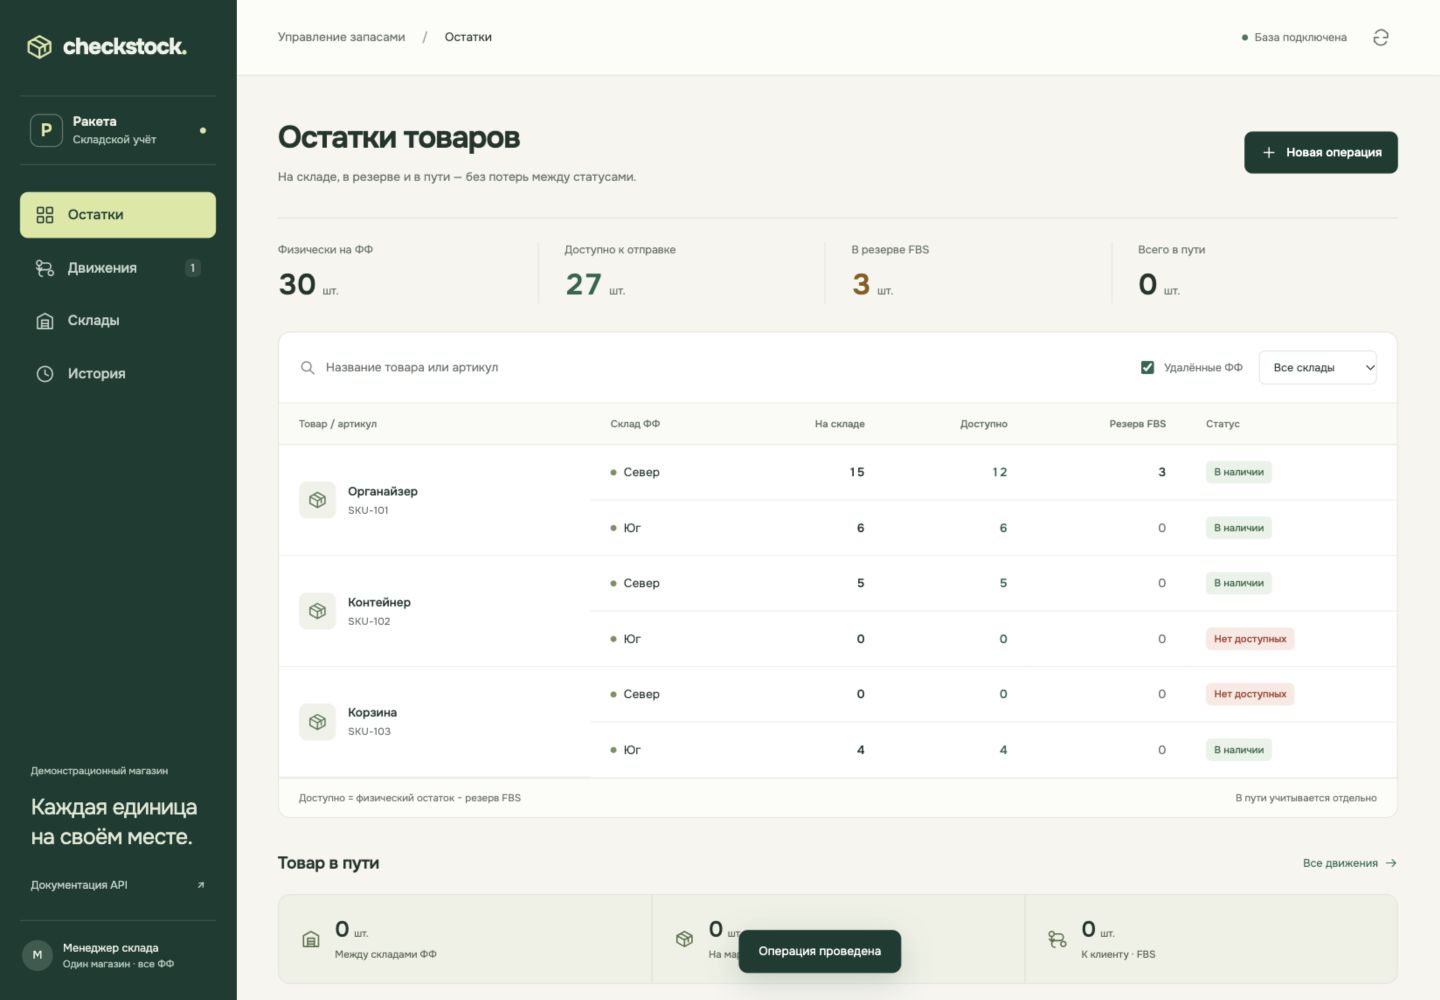 checkstock.
Р
Ракета
Складской учёт
Остатки
Движения 1
Склады
История
Демонстрационный магазин
Каждая единица
на своём месте.
Документация API
М
Менеджер склада
Один магазин · все ФФ
Управление запасами / Остатки
База подключена
Остатки товаров
На складе, в резерве и в пути — без потерь между статусами.
Новая операция
Физически на ФФ
30 шт.
Доступно к отправке
27 шт.
В резерве FBS
3 шт.
Всего в пути
0 шт.
Название товара или артикул
Удалённые ФФ
Все склады
Товар / артикул Склад ФФ На складе Доступно Резерв FBS Статус
Органайзер
SKU-101
Север 15 12 3 В наличии
Юг 6 6 0 В наличии
Контейнер
SKU-102
Север 5 5 0 В наличии
Юг 0 0 0 Нет доступных
Корзина
SKU-103
Север 0 0 0 Нет доступных
Юг 4 4 0 В наличии
Доступно = физический остаток − резерв FBS
В пути учитывается отдельно
Товар в пути
Все движения
0 шт.
Между складами ФФ
0 шт.
На
0 шт.
К клиенту · FBS
Операция проведена